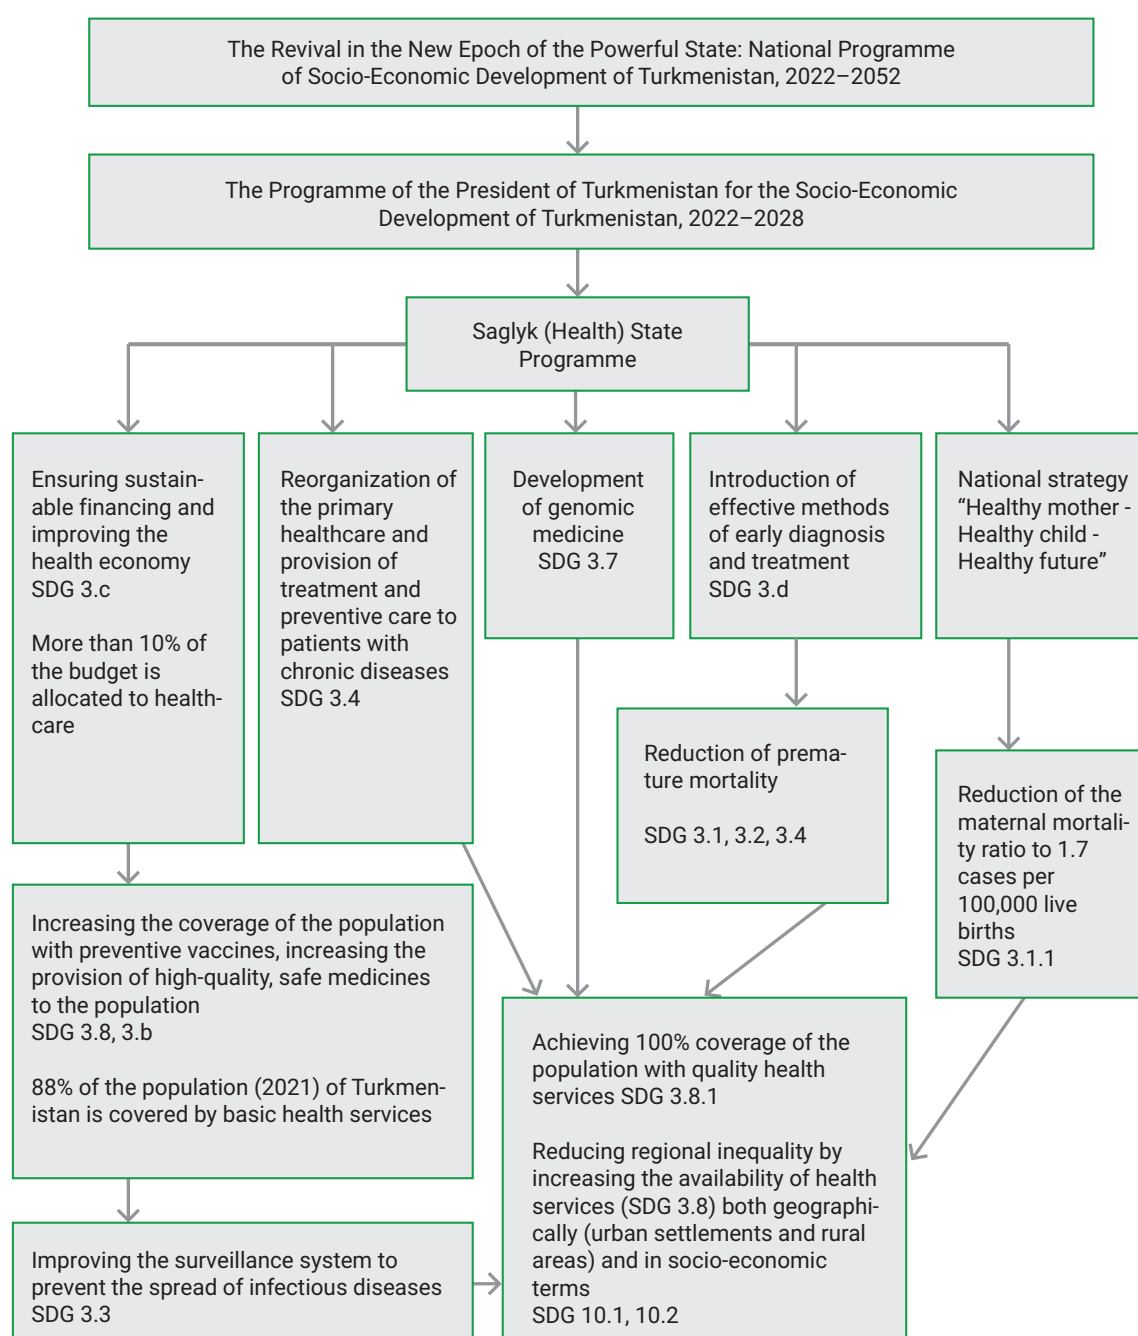 The Revival in the New Epoch of the Powerful State: National Programme
of Socio-Economic Development of Turkmenistan, 2022–2052
The Programme of the President of Turkmenistan for the Socio-Economic
Development of Turkmenistan, 2022–2028
Saglyk (Health) State
Programme
Ensuring sustain-
able financing and
improving the
health economy
SDG 3.c
More than 10% of
the budget is
allocated to health-
care
Reorganization of
the primary
healthcare and
provision of
treatment and
preventive care to
patients with
chronic diseases
SDG 3.4
Development
of genomic
medicine
SDG 3.7
Introduction of
effective methods
of early diagnosis
and treatment
SDG 3.d
National strategy
“Healthy mother -
Healthy child -
Healthy future”
Reduction of prema-
ture mortality
SDG 3.1, 3.2, 3.4
Reduction of the
maternal mortali-
ty ratio to 1.7
cases per
100,000 live
births
SDG 3.1.1
Increasing the coverage of the population
with preventive vaccines, increasing the
provision of high-quality, safe medicines
to the population
SDG 3.8, 3.b
88% of the population (2021) of Turkmen-
istan is covered by basic health services
Improving the surveillance system to
prevent the spread of infectious diseases
SDG 3.3
Achieving 100% coverage of the
population with quality health
services SDG 3.8.1
Reducing regional inequality by
increasing the availability of health
services (SDG 3.8) both geographi-
cally (urban settlements and rural
areas) and in socio-economic
terms
SDG 10.1, 10.2